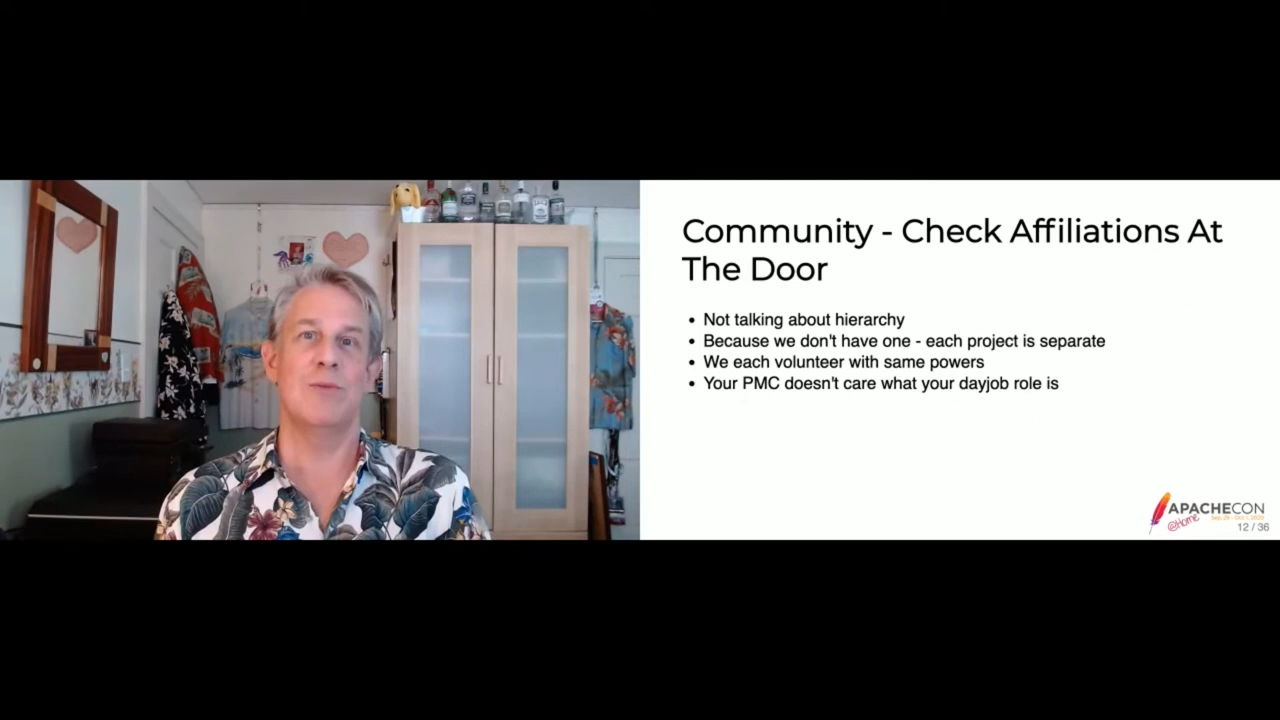 Community - Check Affiliations At
The Door
Not talking about hierarchy
Because we don't have one - each project is separate
We each volunteer with same powers
Your PMC doesn't care what your dayjob role is
APACHECON
@Home
12 / 36